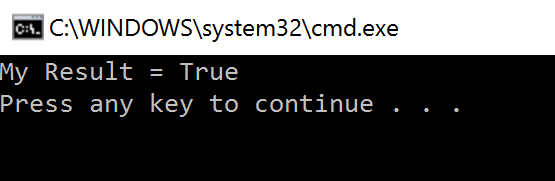 C:\WINDOWS\system32\cmd.exe
My Result = True
Press any key to continue . . .